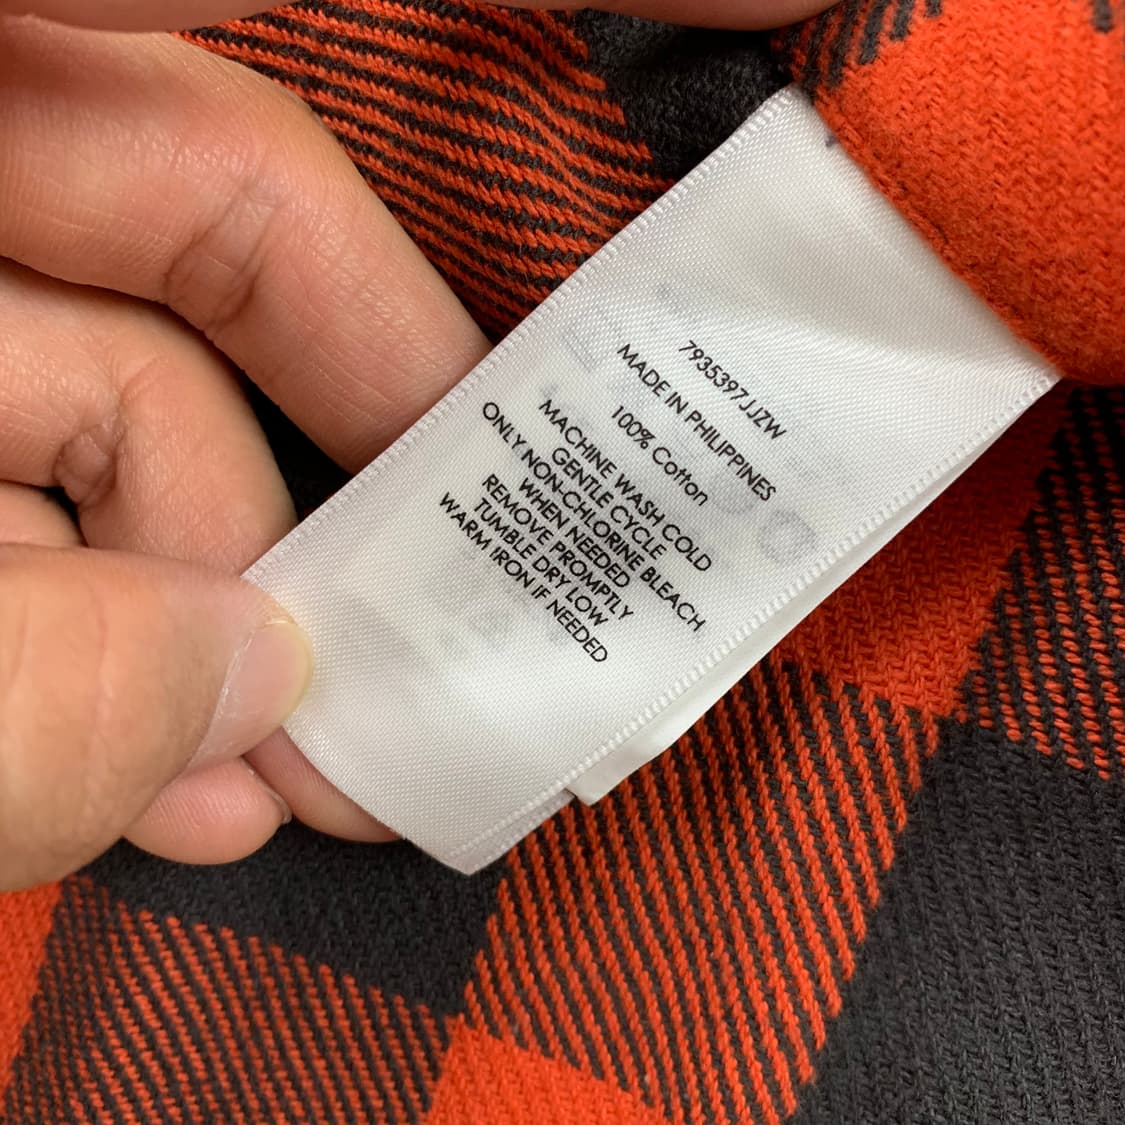 7935397JJZW
MADE IN PHILIPPINES
100% Cotton
MACHINE WASH COLD
GENTLE CYCLE
ONLY NON-CHLORINE BLEACH
WHEN NEEDED
REMOVE PROMPTLY
TUMBLE DRY LOW
WARM IRON IF NEEDED